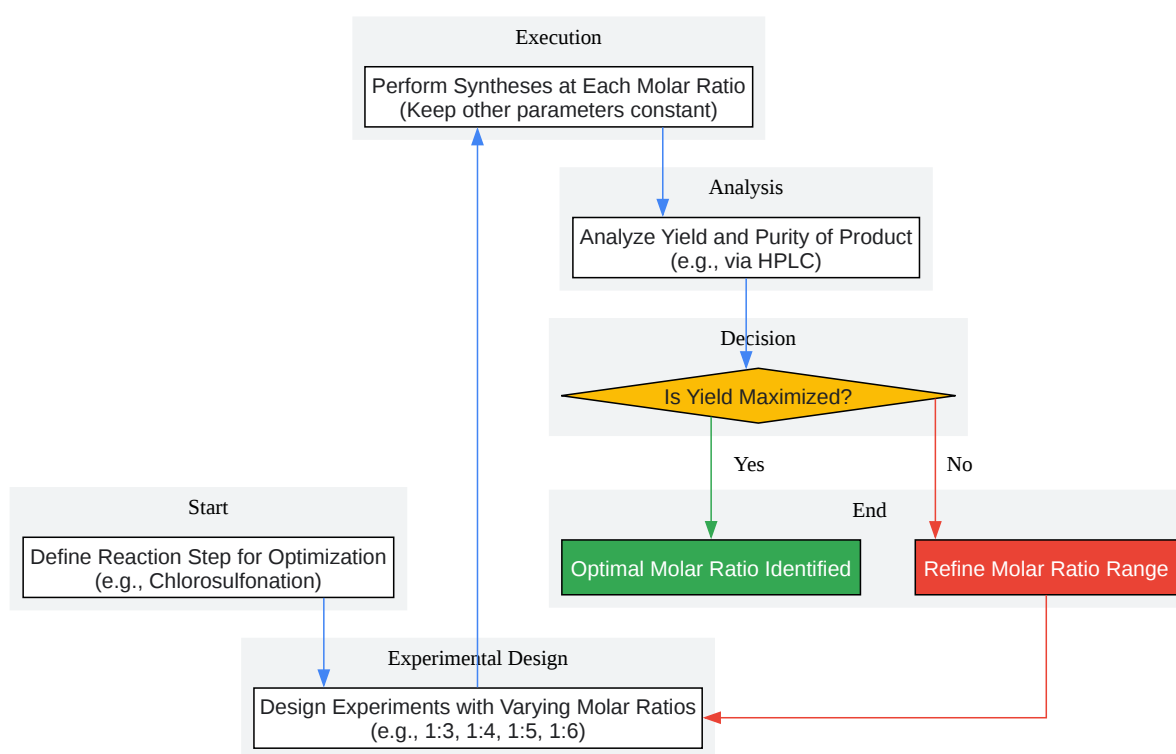 Execution
Perform Syntheses at Each Molar Ratio
(Keep other parameters constant)
Analysis
Analyze Yield and Purity of Product
(e.g., via HPLC)
Decision
Is Yield Maximized?
Yes
No
Start
Define Reaction Step for Optimization
(e.g., Chlorosulfonation)
End
Optimal Molar Ratio Identified
Refine Molar Ratio Range
Experimental Design
Design Experiments with Varying Molar Ratios
(e.g., 1:3, 1:4, 1:5, 1:6)